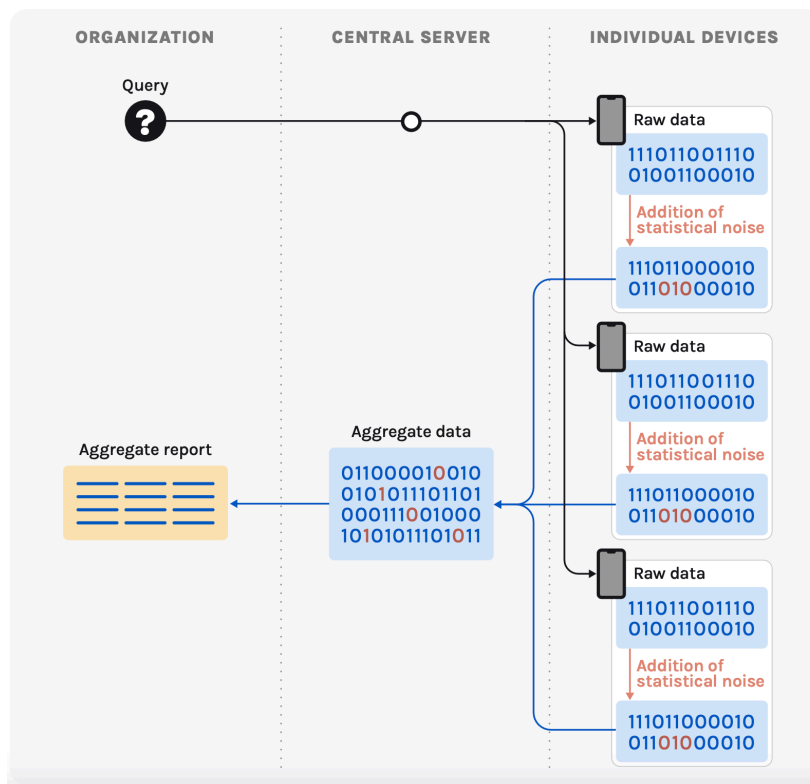 ORGANIZATION
CENTRAL SERVER
INDIVIDUAL DEVICES
Query
?
Raw data
111011001110
01001100010
Addition of
statistical noise
111011000010
01101000010
Raw data
111011001110
01001100010
Addition of
statistical noise
111011000010
01101000010
Aggregate data
011000010010
0101011101101
000111001000
10101011101011
Aggregate report
Raw data
111011001110
01001100010
Addition of
statistical noise
111011000010
01101000010